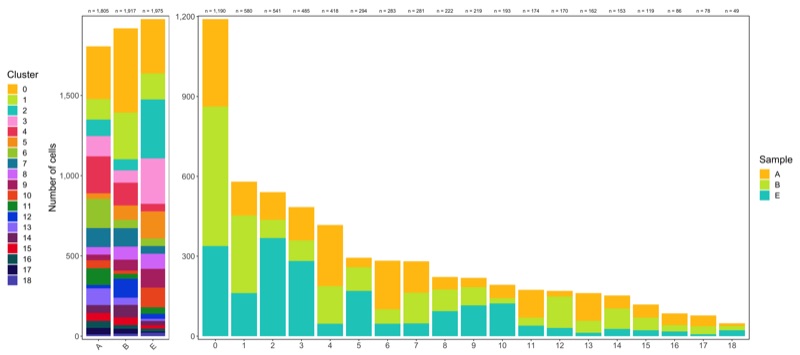 n = 1,805 n = 1,917 n = 1,975
n = 1,190 n = 580 n = 541 n = 485 n = 418 n = 294 n = 283 n = 281 n = 222 n = 219 n = 193 n = 174 n = 170 n = 162 n = 153 n = 119 n = 86 n = 78 n = 49
Cluster
0
1
2
3
4
5
6
7
8
9
10
11
12
13
14
15
16
17
18
Number of cells
1,500
1,000
500
0
A B E
1,200
900
600
300
0
0 1 2 3 4 5 6 7 8 9 10 11 12 13 14 15 16 17 18
Sample
A
B
E